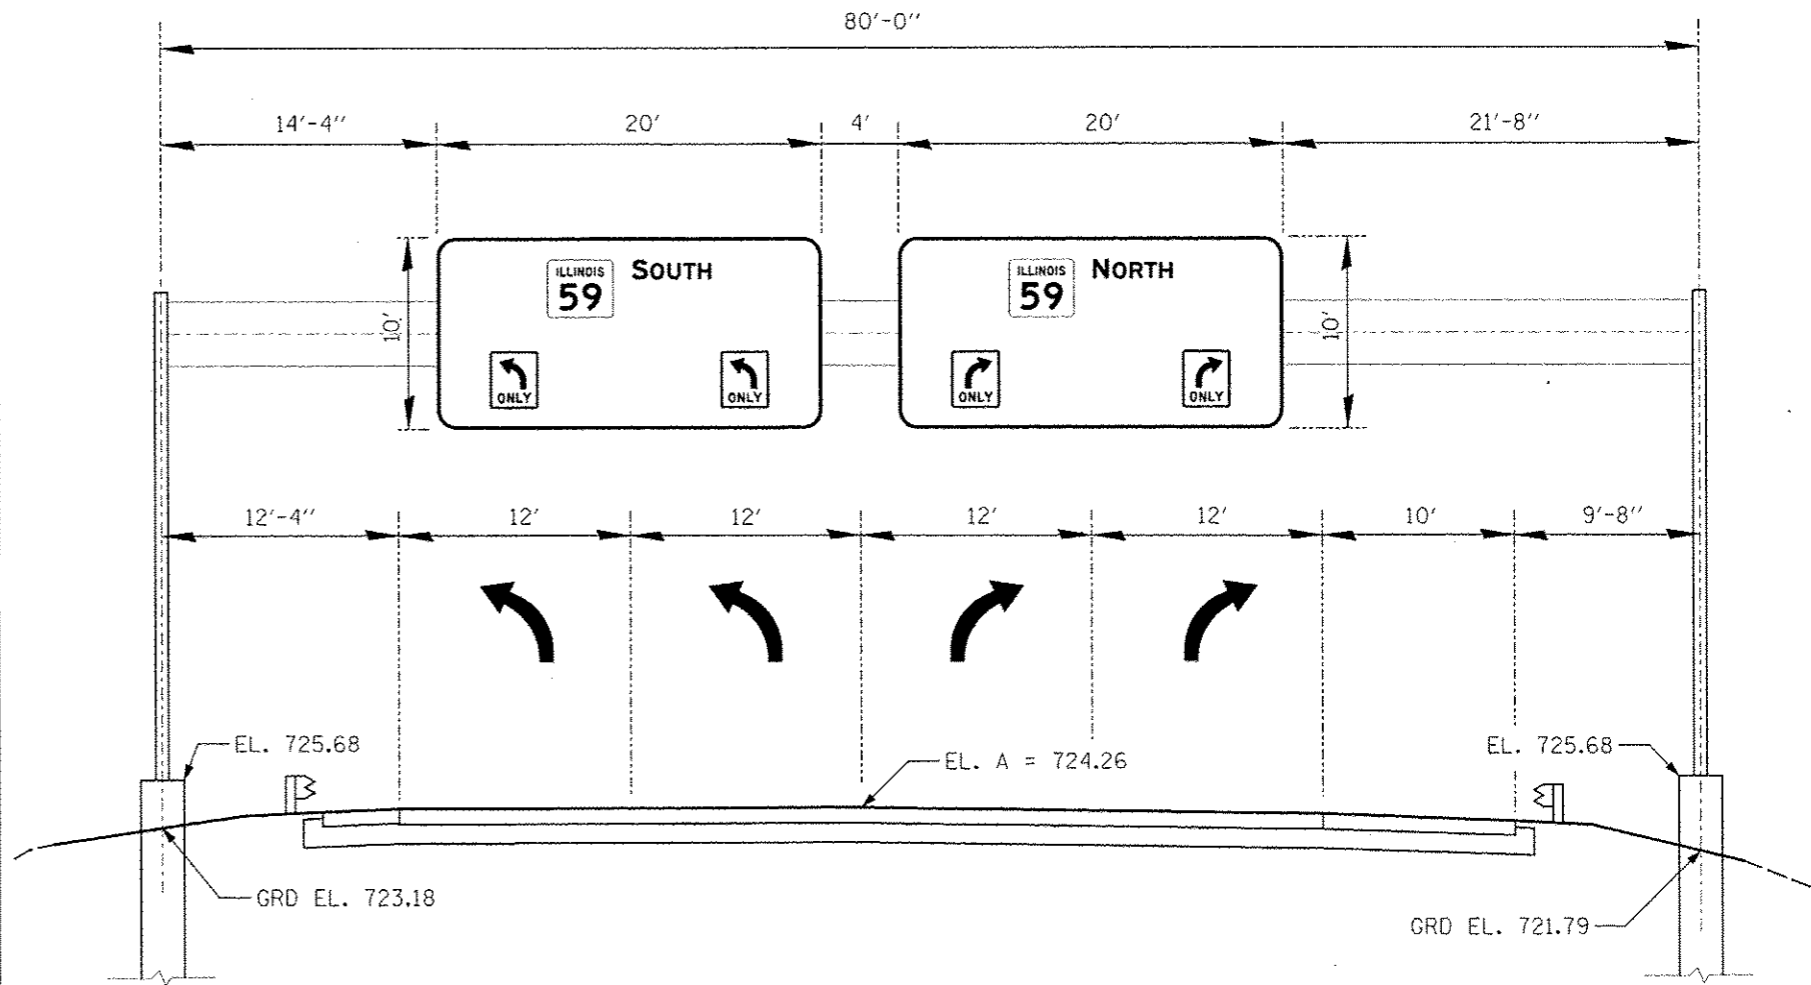 80'-0"
14'-4" 20' 4' 20' 21'-8"
ILLINOIS
59
SOUTH
ILLINOIS
59
NORTH
10'
10'
ONLY
ONLY
ONLY
ONLY
12'-4" 12' 12' 12' 12' 10' 9'-8"
EL. 725.68
EL. A = 724.26
EL. 725.68
GRD EL. 723.18
GRD EL. 721.79